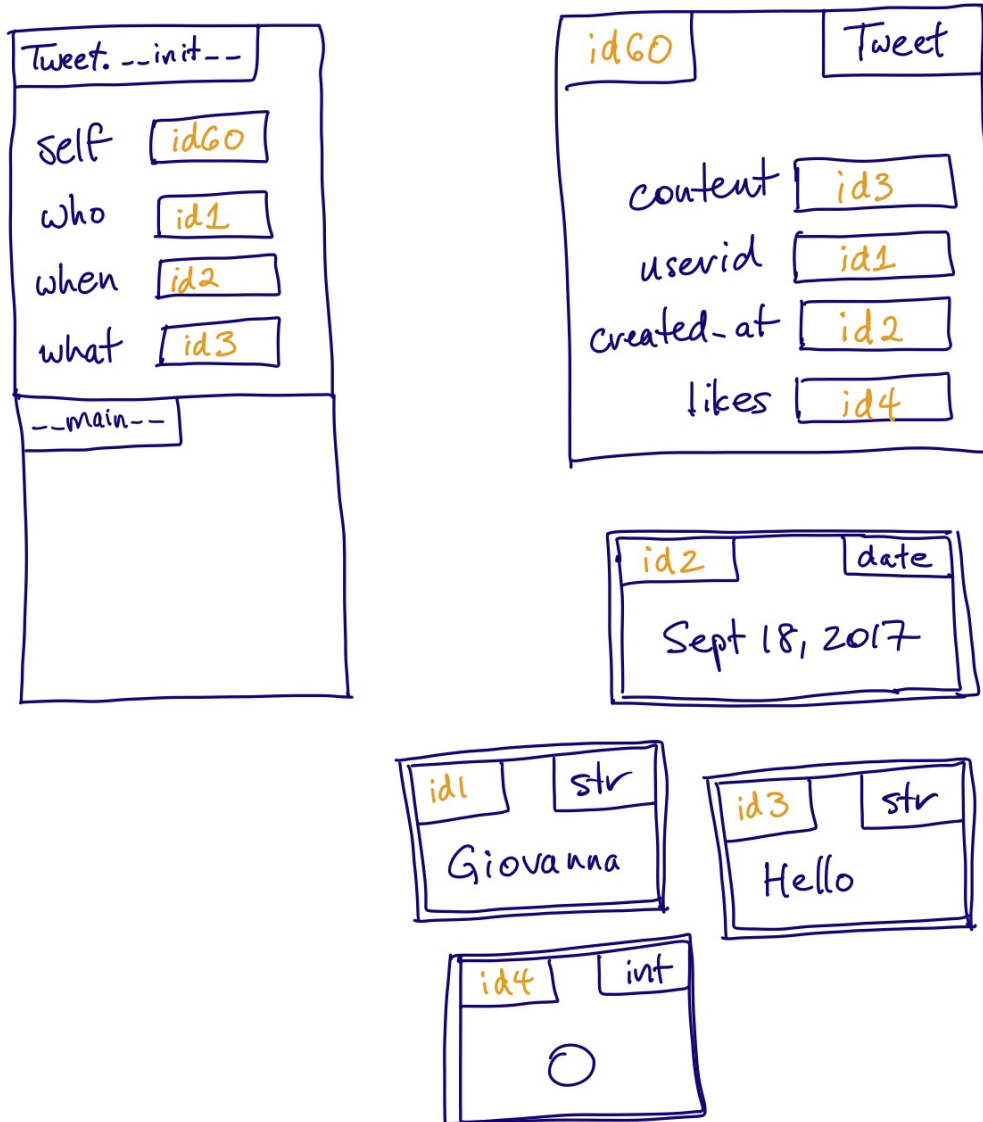 Tweet.__init__
self id60
who id1
when id2
what id3
__main__
id60 Tweet
content id3
userid id1
created_at id2
likes id4
id2 date
Sept 18, 2017
id1 str
Giovanna
id3 str
Hello
id4 int
0